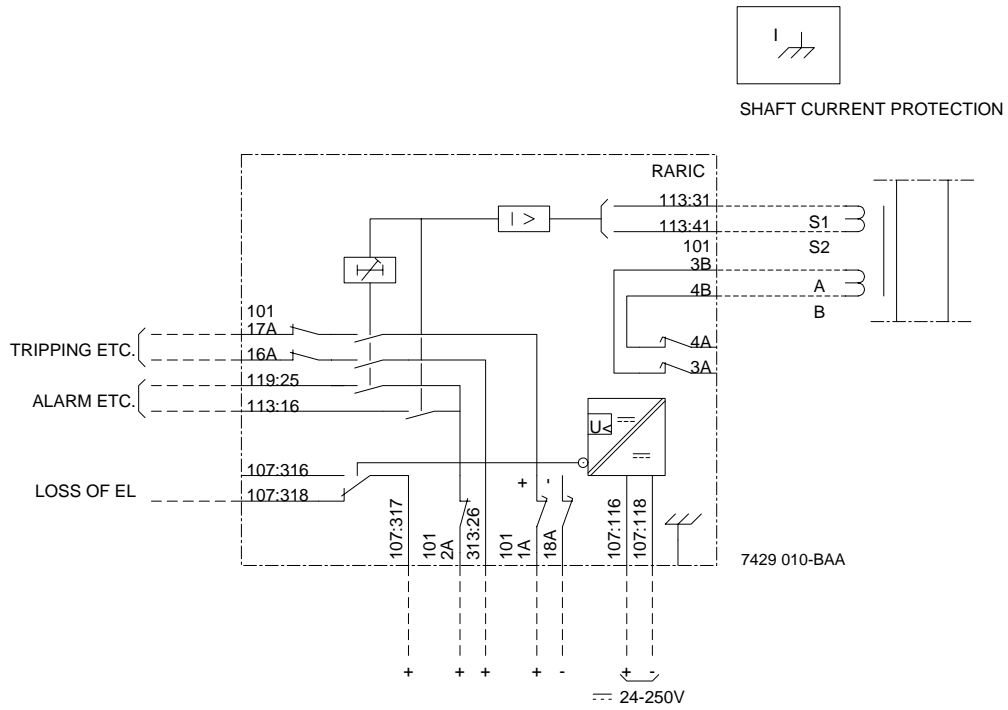 I
SHAFT CURRENT PROTECTION
RARIC
113:31
I >
113:41
S1
101
S2
3B
4B
A
B
101
17A
TRIPPING ETC.
16A
4A
3A
119:25
ALARM ETC.
113:16
U<
107:316
LOSS OF EL
107:318
+ -
107:317
101
2A
313:26
101
1A
18A
107:116
107:118
7429 010-BAA
+ + + + - + -
24-250V